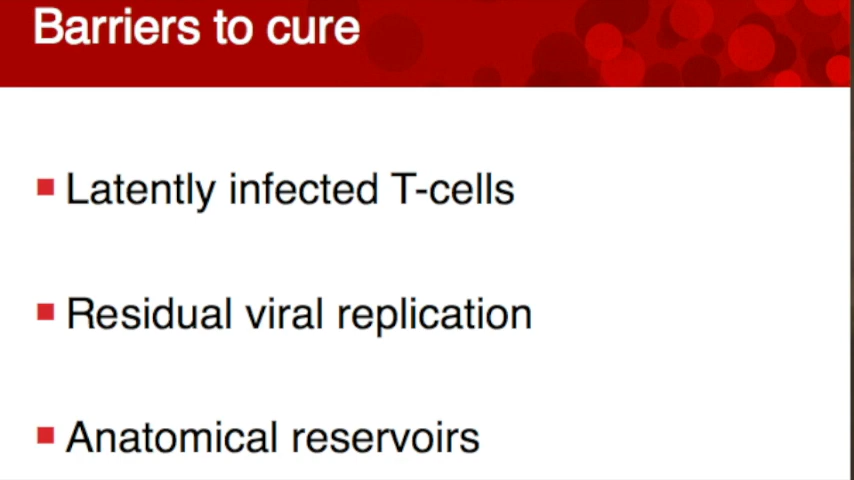 Barriers to cure
Latently infected T-cells
Residual viral replication
Anatomical reservoirs